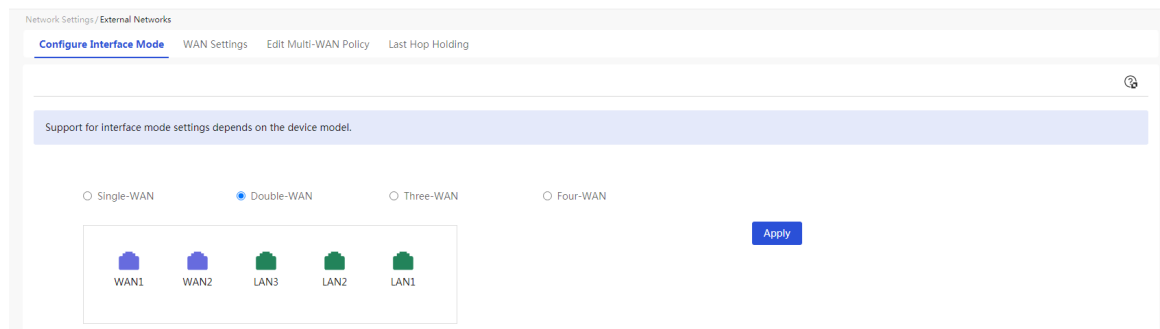 Network Settings/External Networks
Configure Interface Mode WAN Settings Edit Multi-WAN Policy Last Hop Holding
Support for interface mode settings depends on the device model.
Single-WAN Double-WAN Three-WAN Four-WAN
Apply
WAN1 WAN2 LAN3 LAN2 LAN1